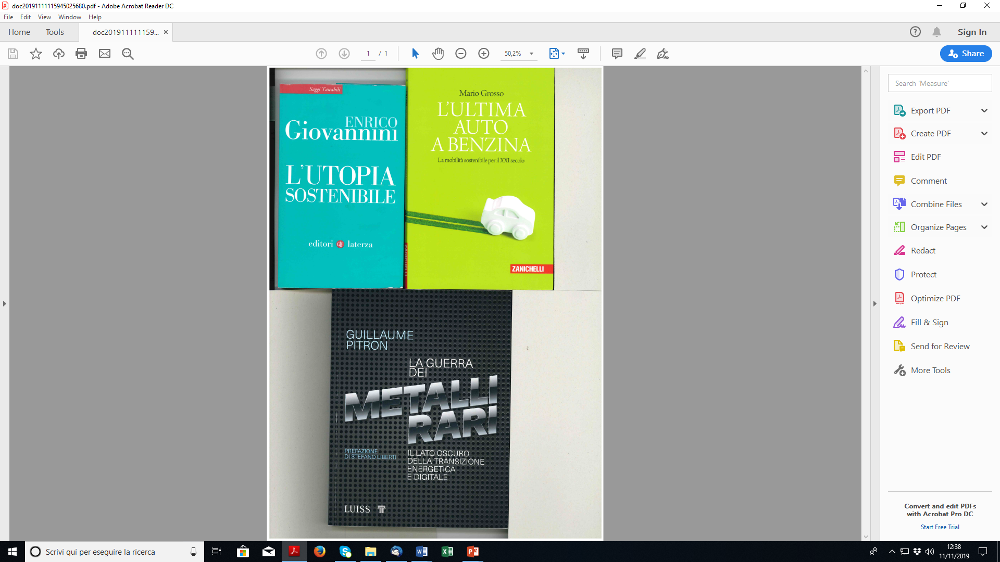 doc20191111115945025680.pdf - Adobe Acrobat Reader DC
File Edit View Window Help
Home Tools doc201911111159... ×
Sign In
1 / 1
50,2%
Share
Saggi Tascabili
ENRICO
Giovannini
L'UTOPIA
SOSTENIBILE
editori laterza
Mario Grosso
L'ULTIMA
AUTO
A BENZINA
La mobilità sostenibile per il XXI secolo
ZANICHELLI
ZANICHELLI
GUILLAUME
PITRON
LA GUERRA
DEI
METALLI
RARI
PREFAZIONE
DI STEFANO LIBERTI
IL LATO OSCURO
DELLA TRANSIZIONE
ENERGETICA
E DIGITALE
LUISS
Search 'Measure'
Export PDF
Create PDF
Edit PDF
Comment
Combine Files
Organize Pages
Redact
Protect
Optimize PDF
Fill & Sign
Send for Review
More Tools
Convert and edit PDFs
with Acrobat Pro DC
Start Free Trial
Scrivi qui per eseguire la ricerca
12:38
11/11/2019